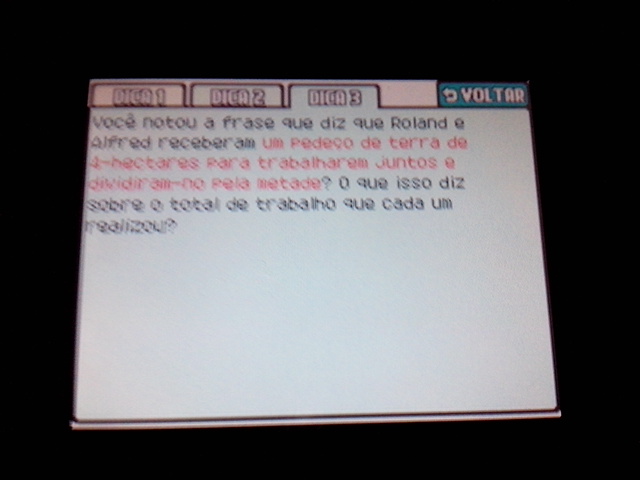 DICA 1 DICA 2 DICA 3 VOLTAR
Você notou a frase que diz que Roland e
Alfred receberam um pedeço de terra de
4-hectares para trabalharem juntos e
dividiram-no pela metade? O que isso diz
sobre o total de trabalho que cada um
realizou?